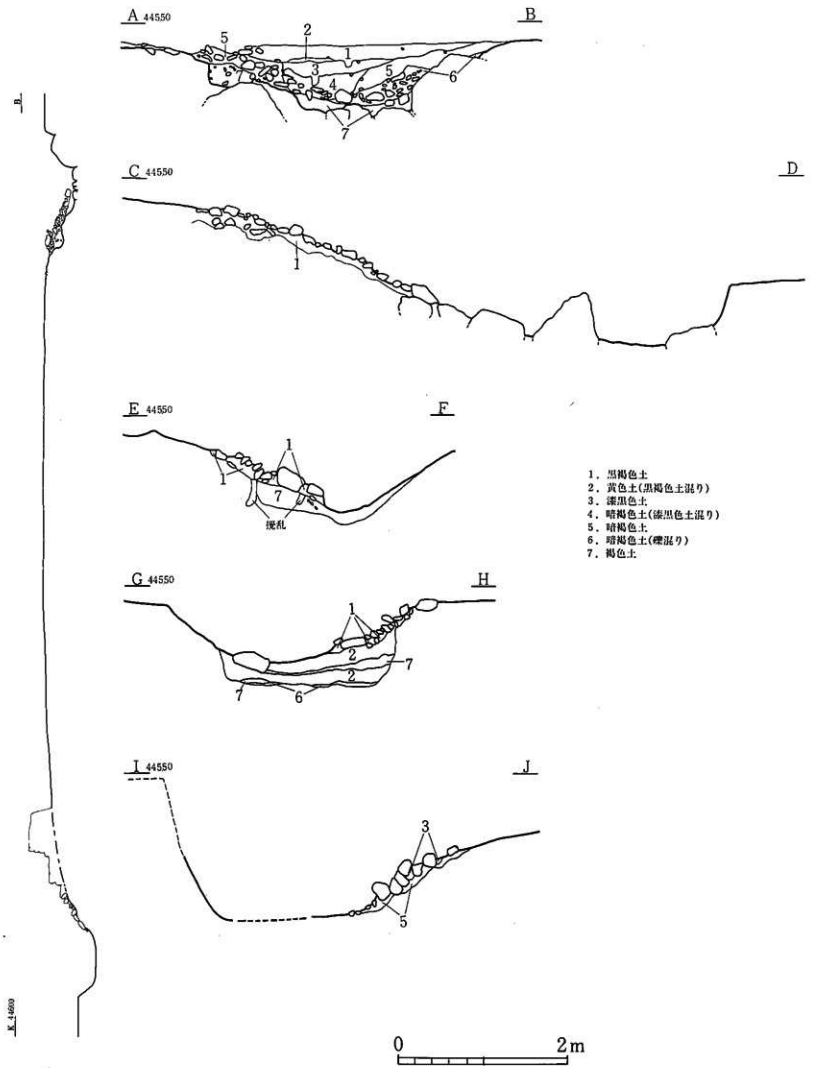 A 44550 B
2
5 1
3 5 6
4
7
B
C 44550 D
1
E 44550 F
1
1 7
撹乱
1. 黒褐色土
2. 黄色土(黒褐色土混り)
3. 漆黒色土
4. 暗褐色土(漆黒色土混り)
5. 暗褐色土
6. 暗褐色土(礫混り)
7. 褐色土
G 44550 H
1
2
7
2
7 6
I 44550 J
3
5
K 44600
0 2m